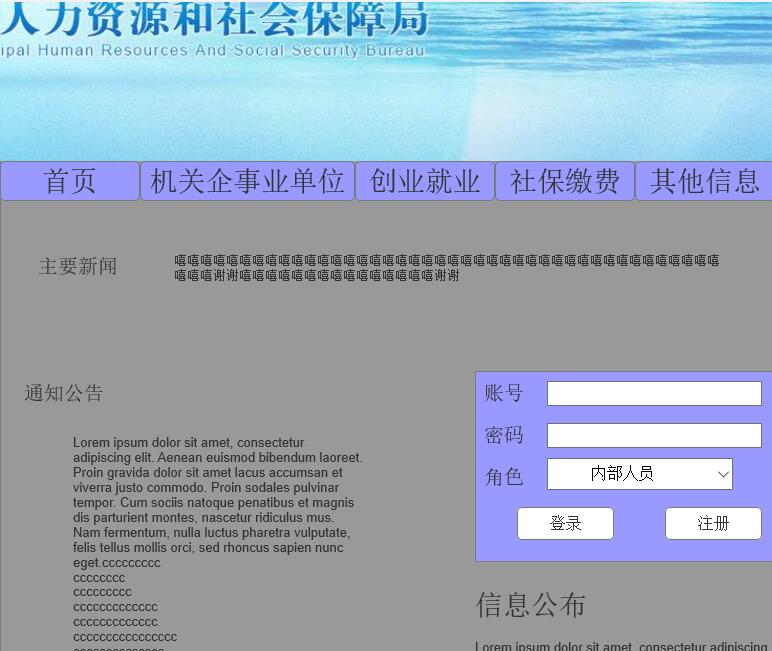 人力资源和社会保障局
ipal Human Resources And Social Security Bureau
首页
机关企事业单位
创业就业
社保缴费
其他信息
主要新闻
嘻嘻嘻嘻嘻嘻嘻嘻嘻嘻嘻嘻嘻嘻嘻嘻嘻嘻嘻嘻嘻嘻嘻嘻嘻嘻嘻嘻嘻嘻嘻嘻嘻嘻嘻嘻嘻嘻嘻嘻嘻嘻
嘻嘻嘻谢谢嘻嘻嘻嘻嘻嘻嘻嘻嘻嘻嘻嘻嘻嘻嘻谢谢
通知公告
Lorem ipsum dolor sit amet, consectetur
adipiscing elit. Aenean euismod bibendum laoreet.
Proin gravida dolor sit amet lacus accumsan et
viverra justo commodo. Proin sodales pulvinar
tempor. Cum sociis natoque penatibus et magnis
dis parturient montes, nascetur ridiculus mus.
Nam fermentum, nulla luctus pharetra vulputate,
felis tellus mollis orci, sed rhoncus sapien nunc
eget.ccccccccc
cccccccc
ccccccccc
ccccccccccccc
ccccccccccccc
cccccccccccccccc
账号
密码
角色
内部人员
登录
注册
信息公布
Lorem ipsum dolor sit amet, consectetur adipiscing